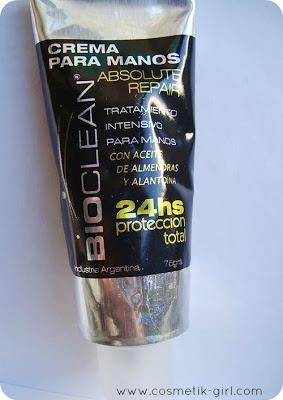 CREMA
PARA MANOS
ABSOLUTE
REPAIR
BIOCLEAN®
TRATAMIENTO
INTENSIVO
PARA MANOS
CON ACEITE
DE ALMENDRAS
Y ALANTOINA
24hs
proteccion
total
Industria Argentina
75gms.
www.cosmetik-girl.com